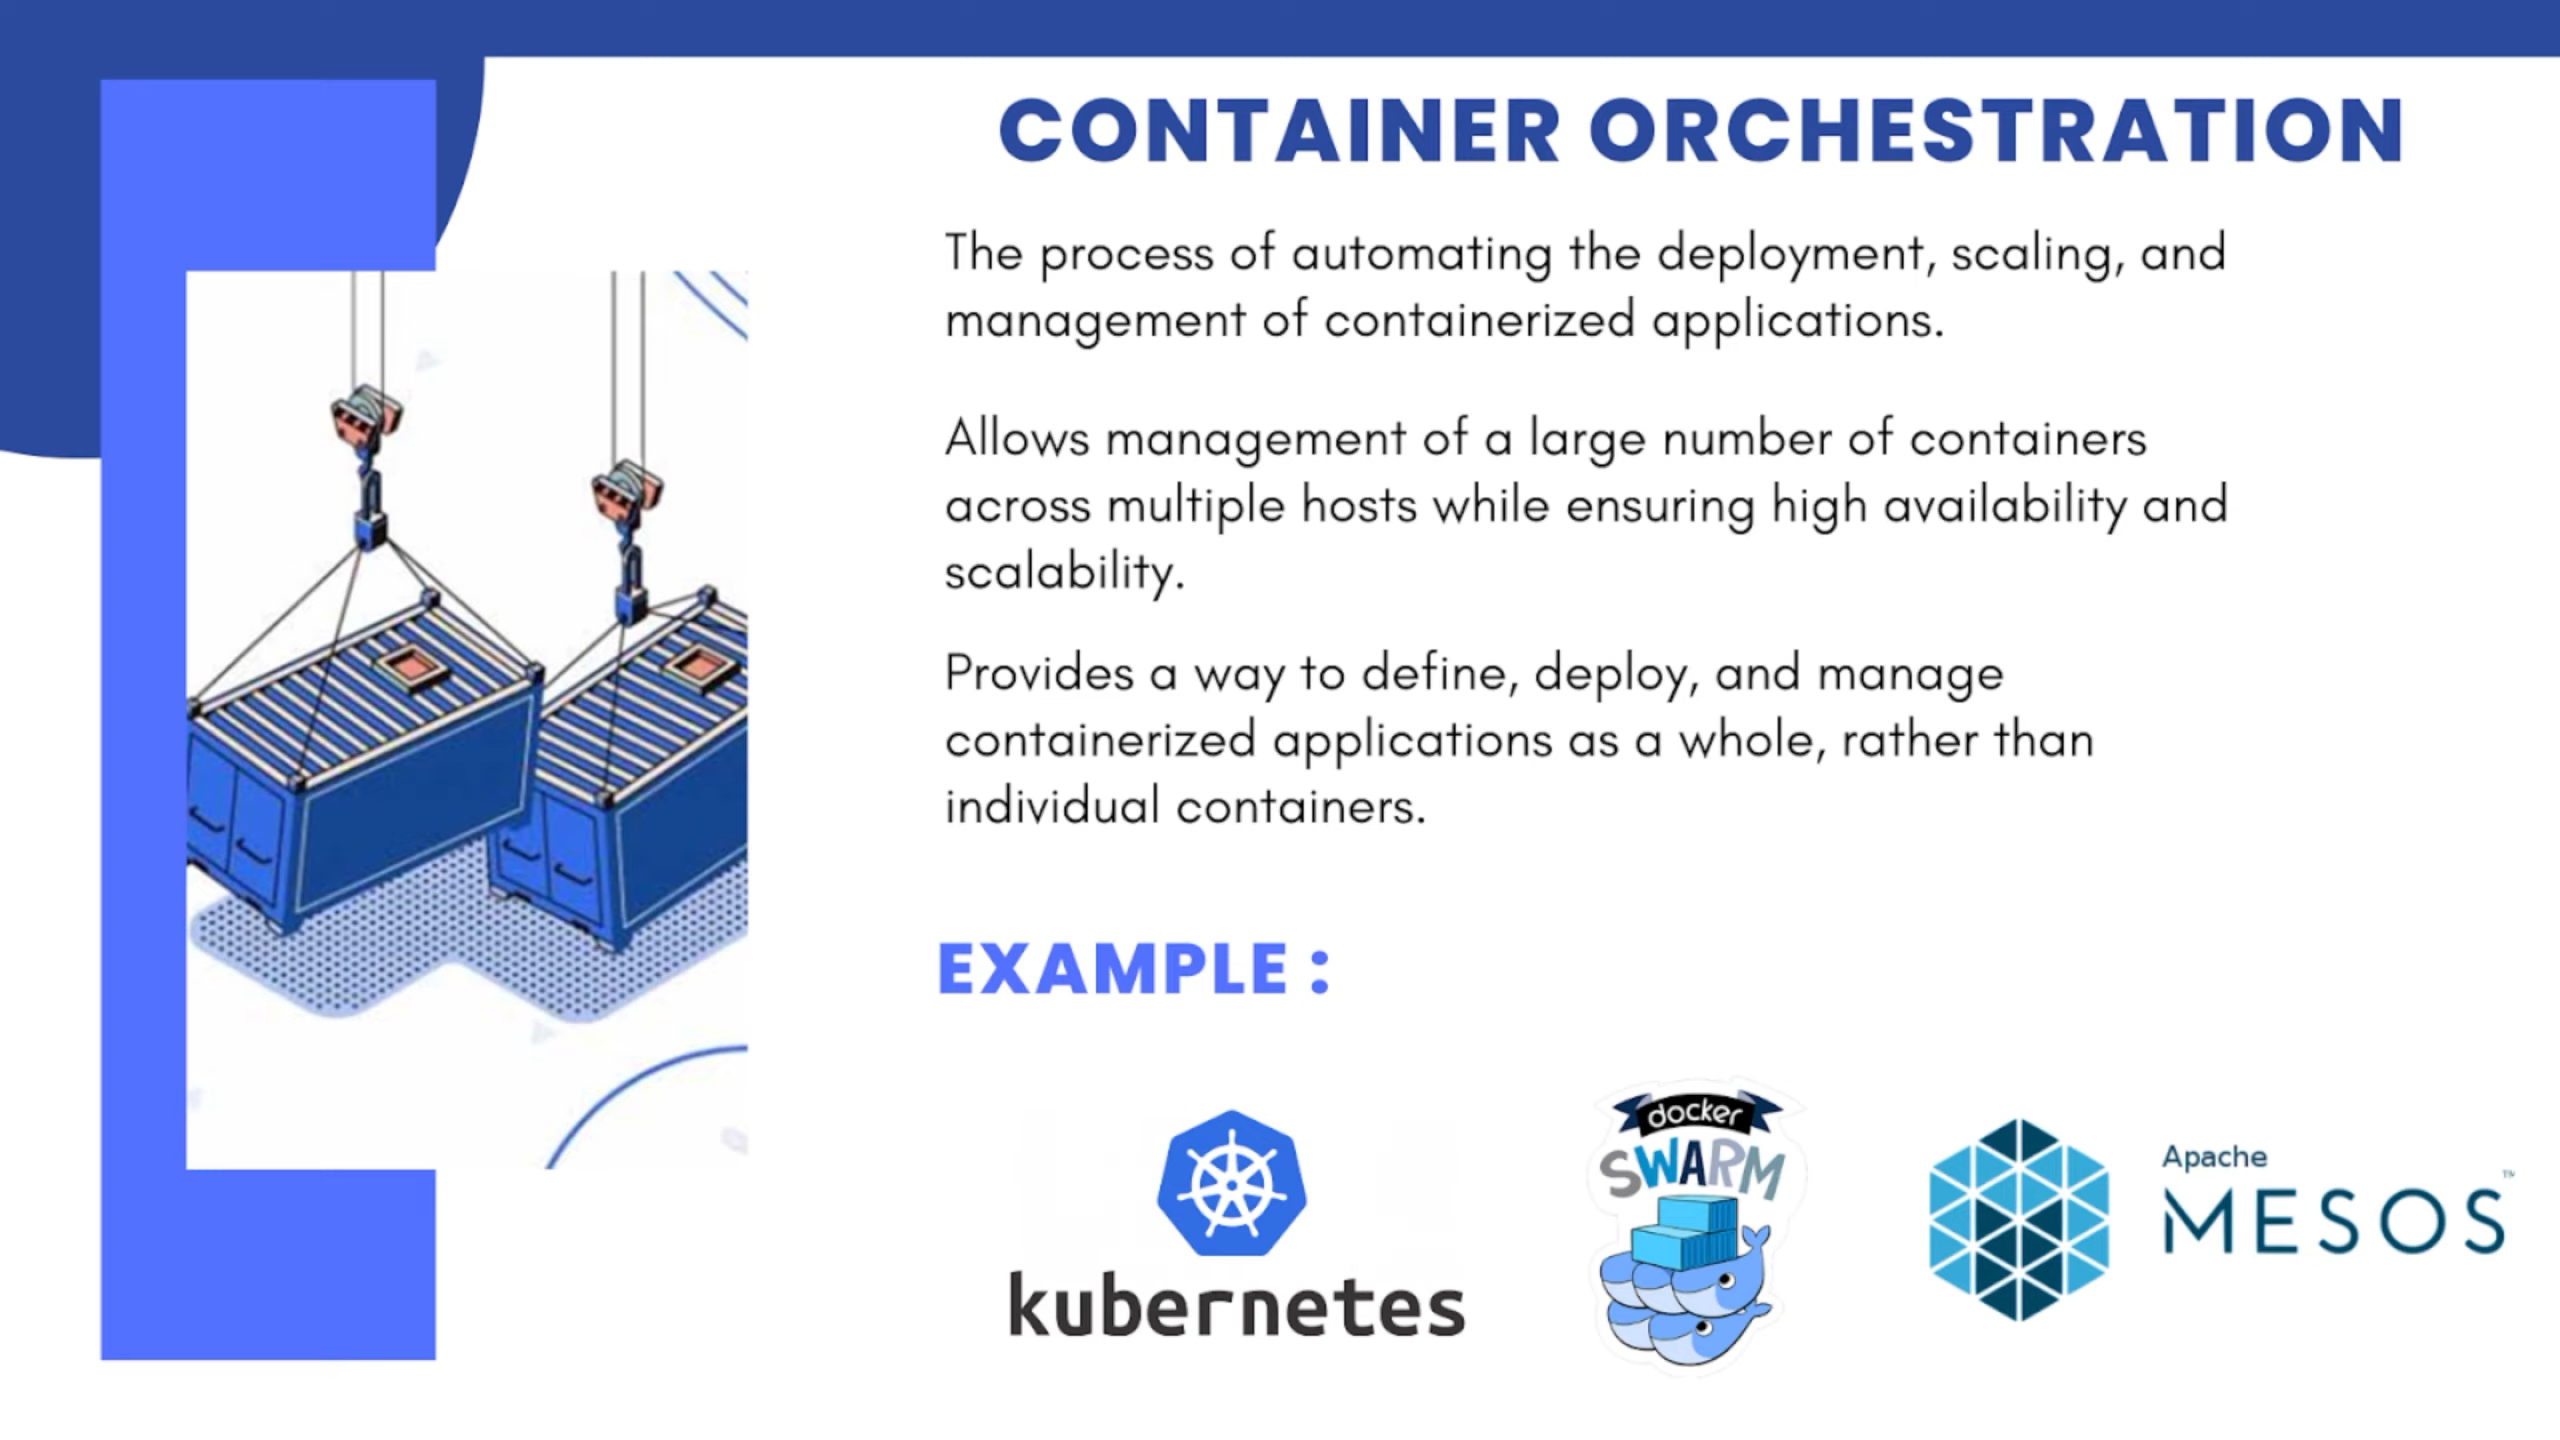 CONTAINER ORCHESTRATION
The process of automating the deployment, scaling, and
management of containerized applications.
Allows management of a large number of containers
across multiple hosts while ensuring high availability and
scalability.
Provides a way to define, deploy, and manage
containerized applications as a whole, rather than
individual containers.
EXAMPLE :
kubernetes
docker
SWARM
Apache
MESOS™